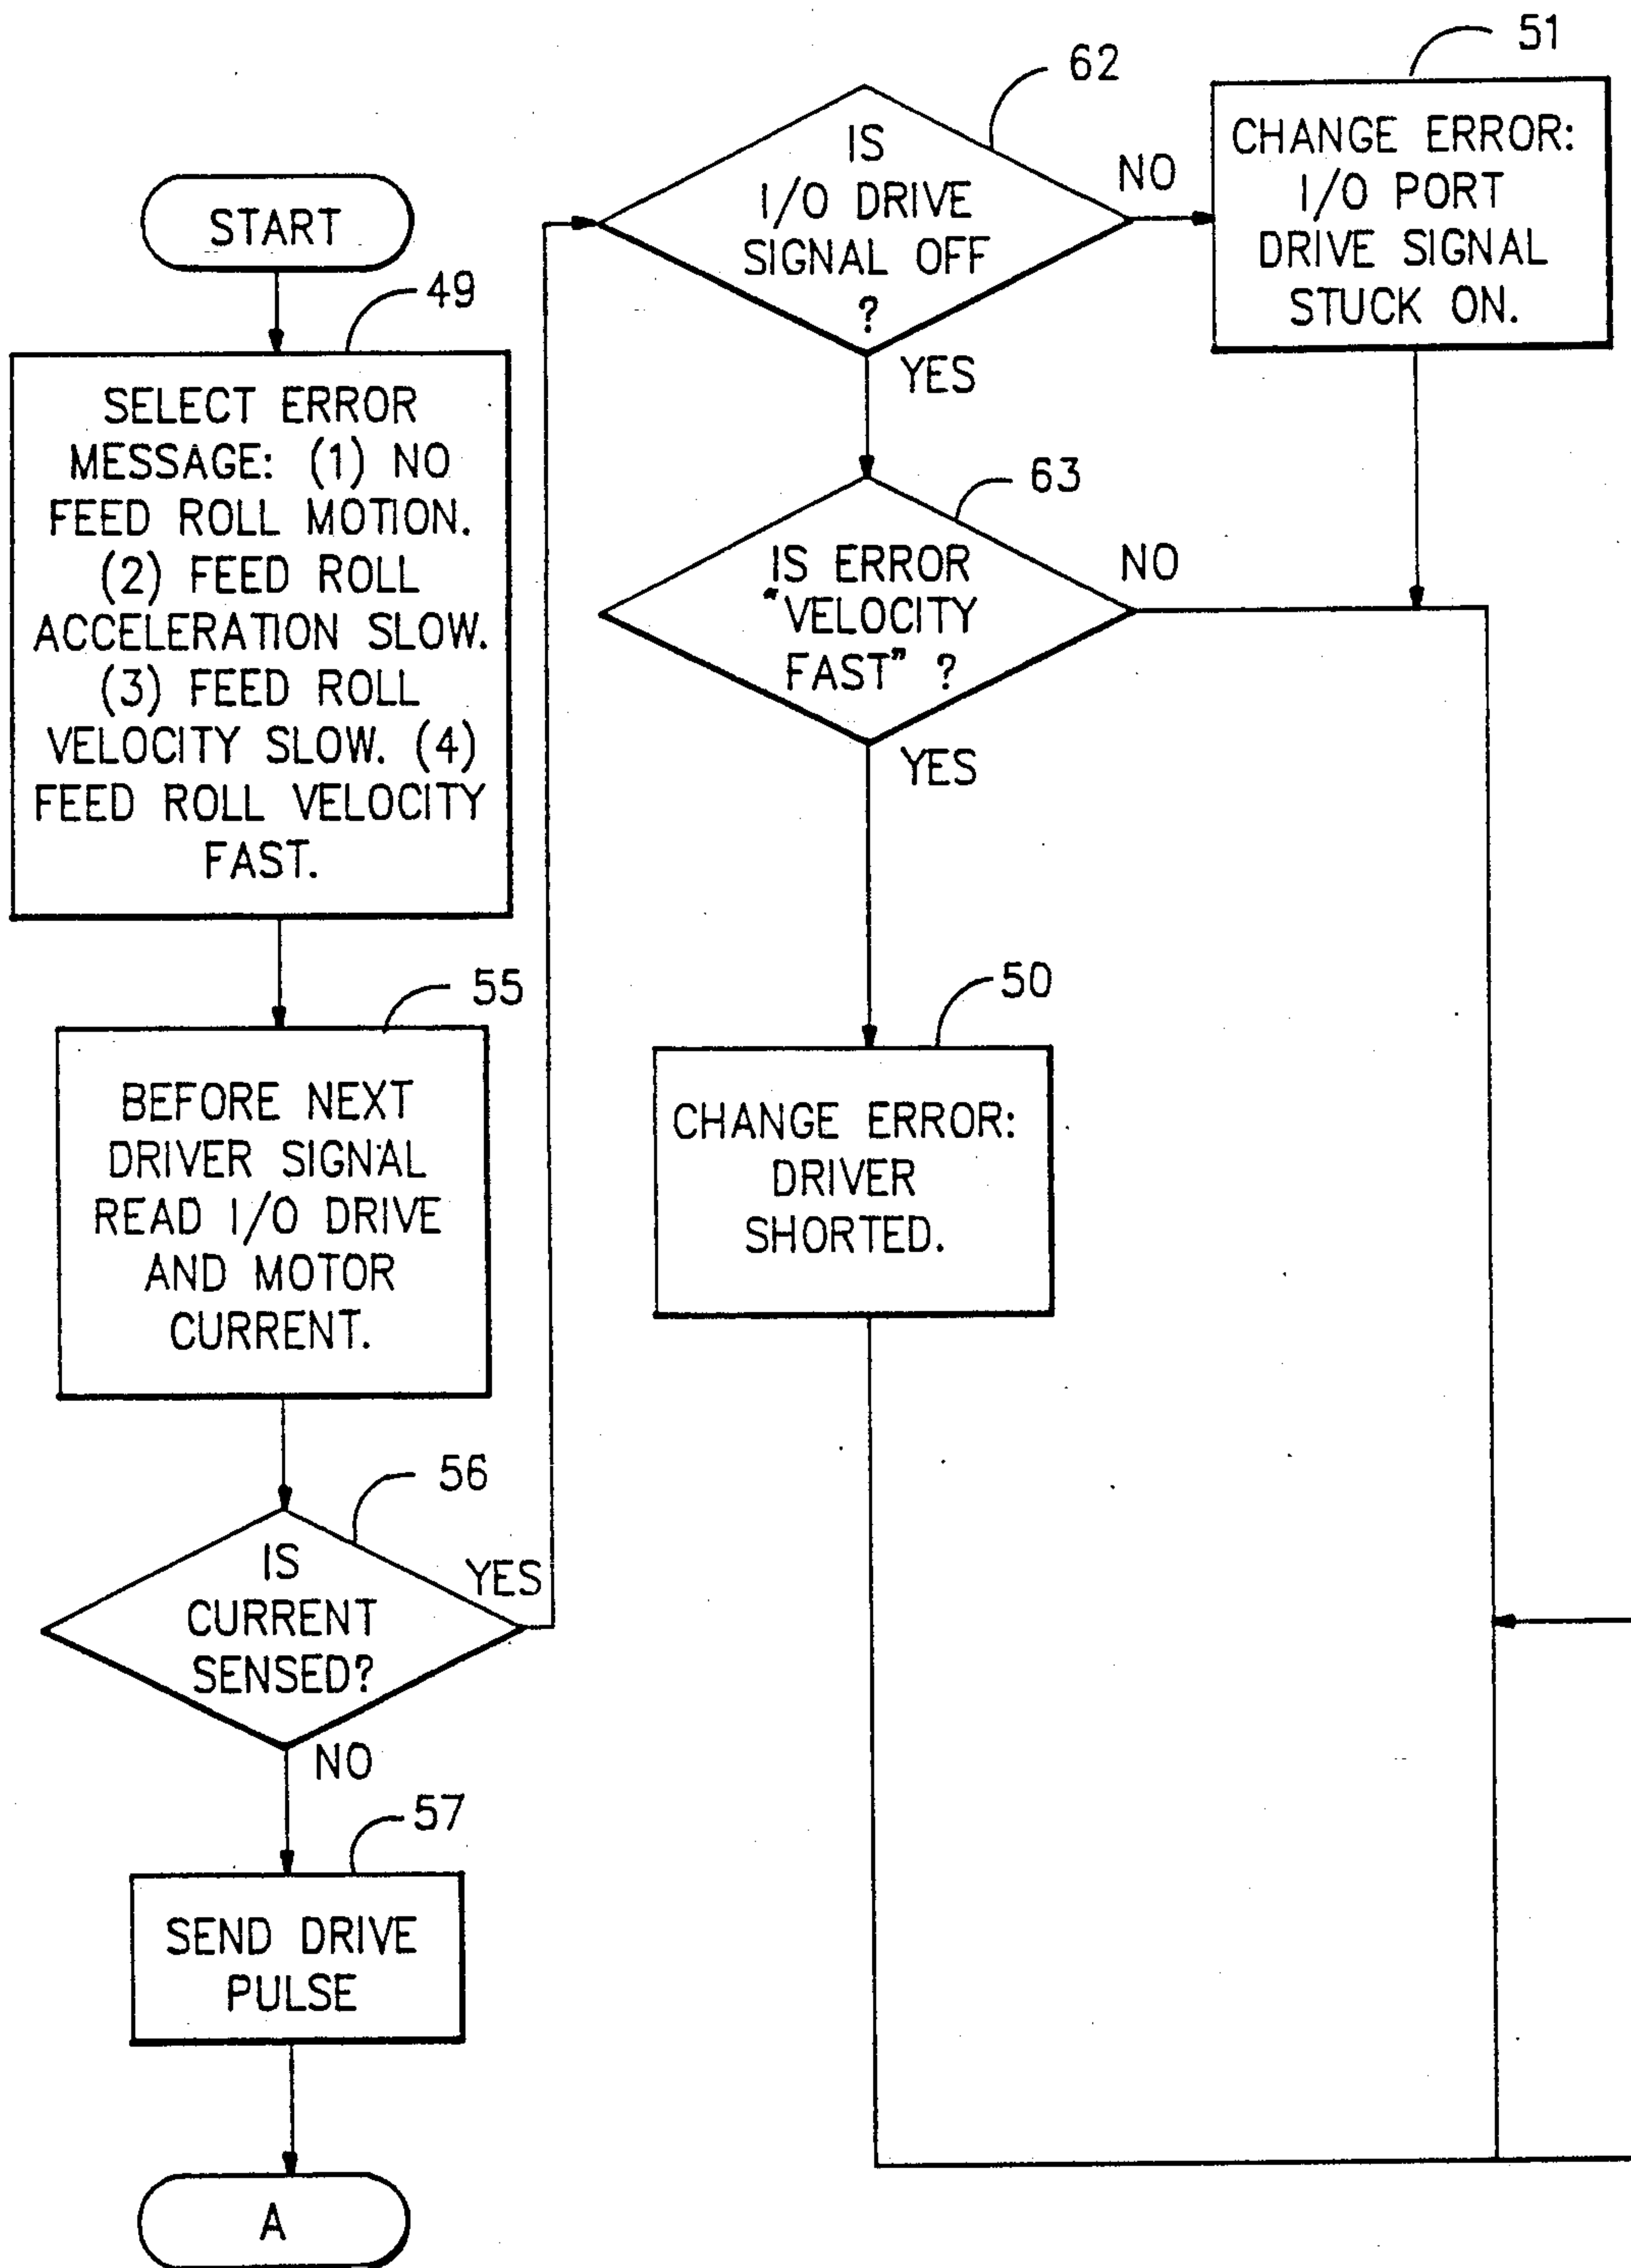 START
49
SELECT ERROR
MESSAGE: (1) NO
FEED ROLL MOTION.
(2) FEED ROLL
ACCELERATION SLOW.
(3) FEED ROLL
VELOCITY SLOW. (4)
FEED ROLL VELOCITY
FAST.
55
BEFORE NEXT
DRIVER SIGNAL
READ I/O DRIVE
AND MOTOR
CURRENT.
56
IS
CURRENT
SENSED?
YES
NO
57
SEND DRIVE
PULSE
A
62
IS
I/O DRIVE
SIGNAL OFF
?
NO
YES
51
CHANGE ERROR:
I/O PORT
DRIVE SIGNAL
STUCK ON.
63
IS ERROR
"VELOCITY
FAST" ?
NO
YES
50
CHANGE ERROR:
DRIVER
SHORTED.